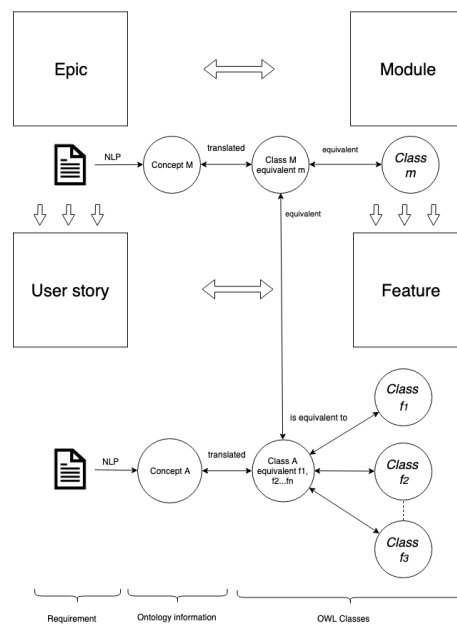 Epic
Module
NLP
Concept M
translated
Class M
equivalent m
equivalent
Class
m
equivalent
User story
Feature
is equivalent to
Class
f1
NLP
Concept A
translated
Class A
equivalent f1,
f2...fn
Class
f2
Class
f3
Requirement
Ontology information
OWL Classes